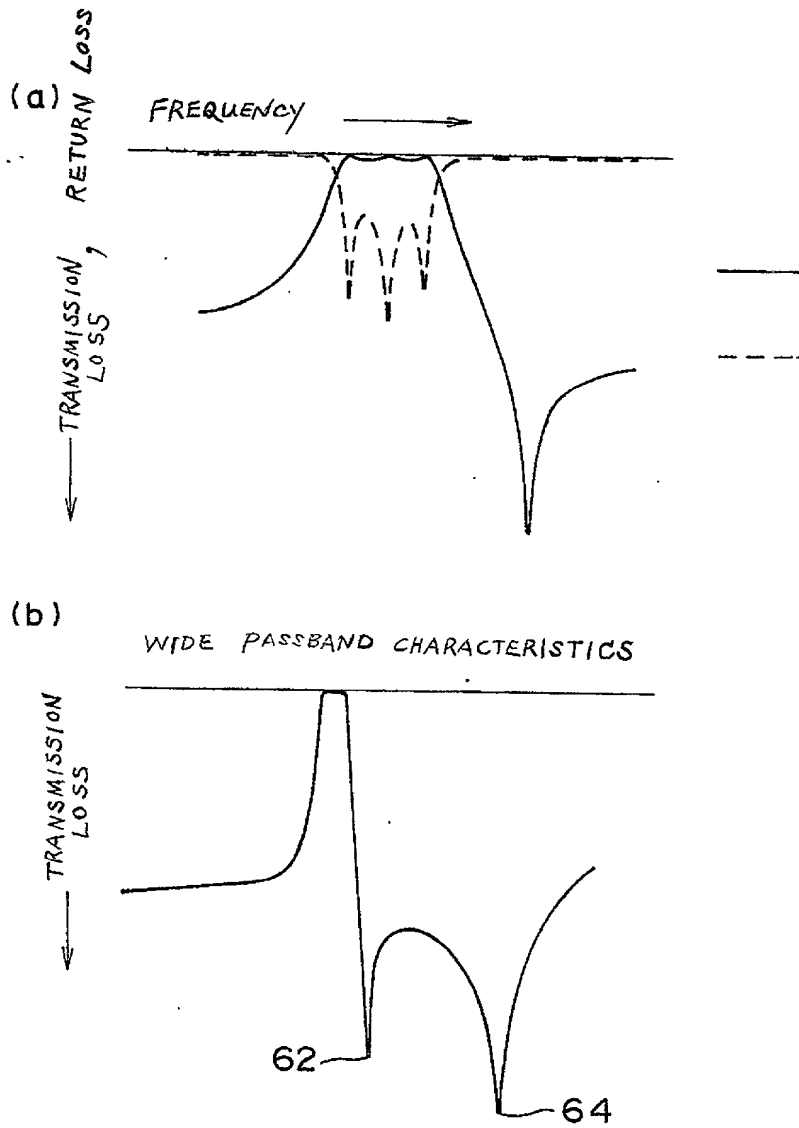 (a)
TRANSMISSION, RETURN LOSS
LOSS
FREQUENCY
(b)
WIDE PASSBAND CHARACTERISTICS
TRANSMISSION
LOSS
62
64